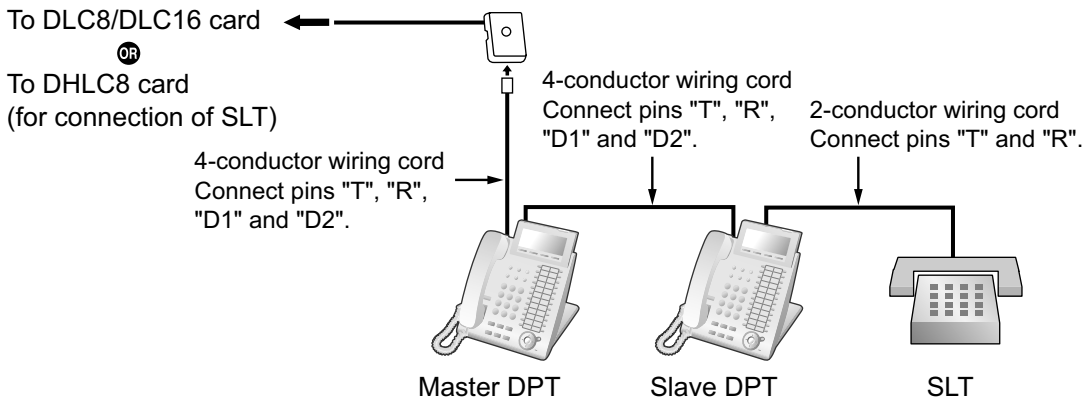 To DLC8/DLC16 card
OR
To DHLC8 card
(for connection of SLT)
4-conductor wiring cord
Connect pins "T", "R",
"D1" and "D2".
4-conductor wiring cord
Connect pins "T", "R",
"D1" and "D2".
2-conductor wiring cord
Connect pins "T" and "R".
Master DPT
Slave DPT
SLT